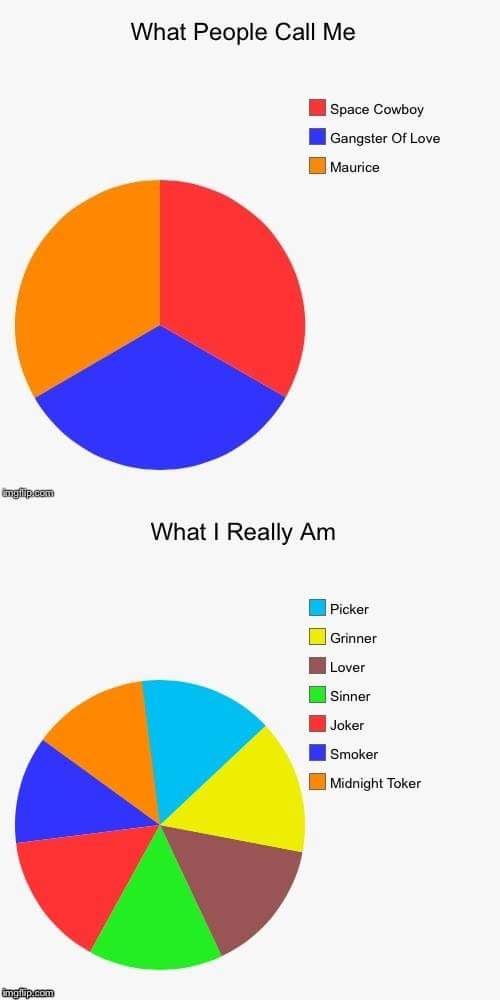 What People Call Me
Space Cowboy
Gangster Of Love
Maurice
imgflip.com
What I Really Am
Picker
Grinner
Lover
Sinner
Joker
Smoker
Midnight Toker
imgflip.com